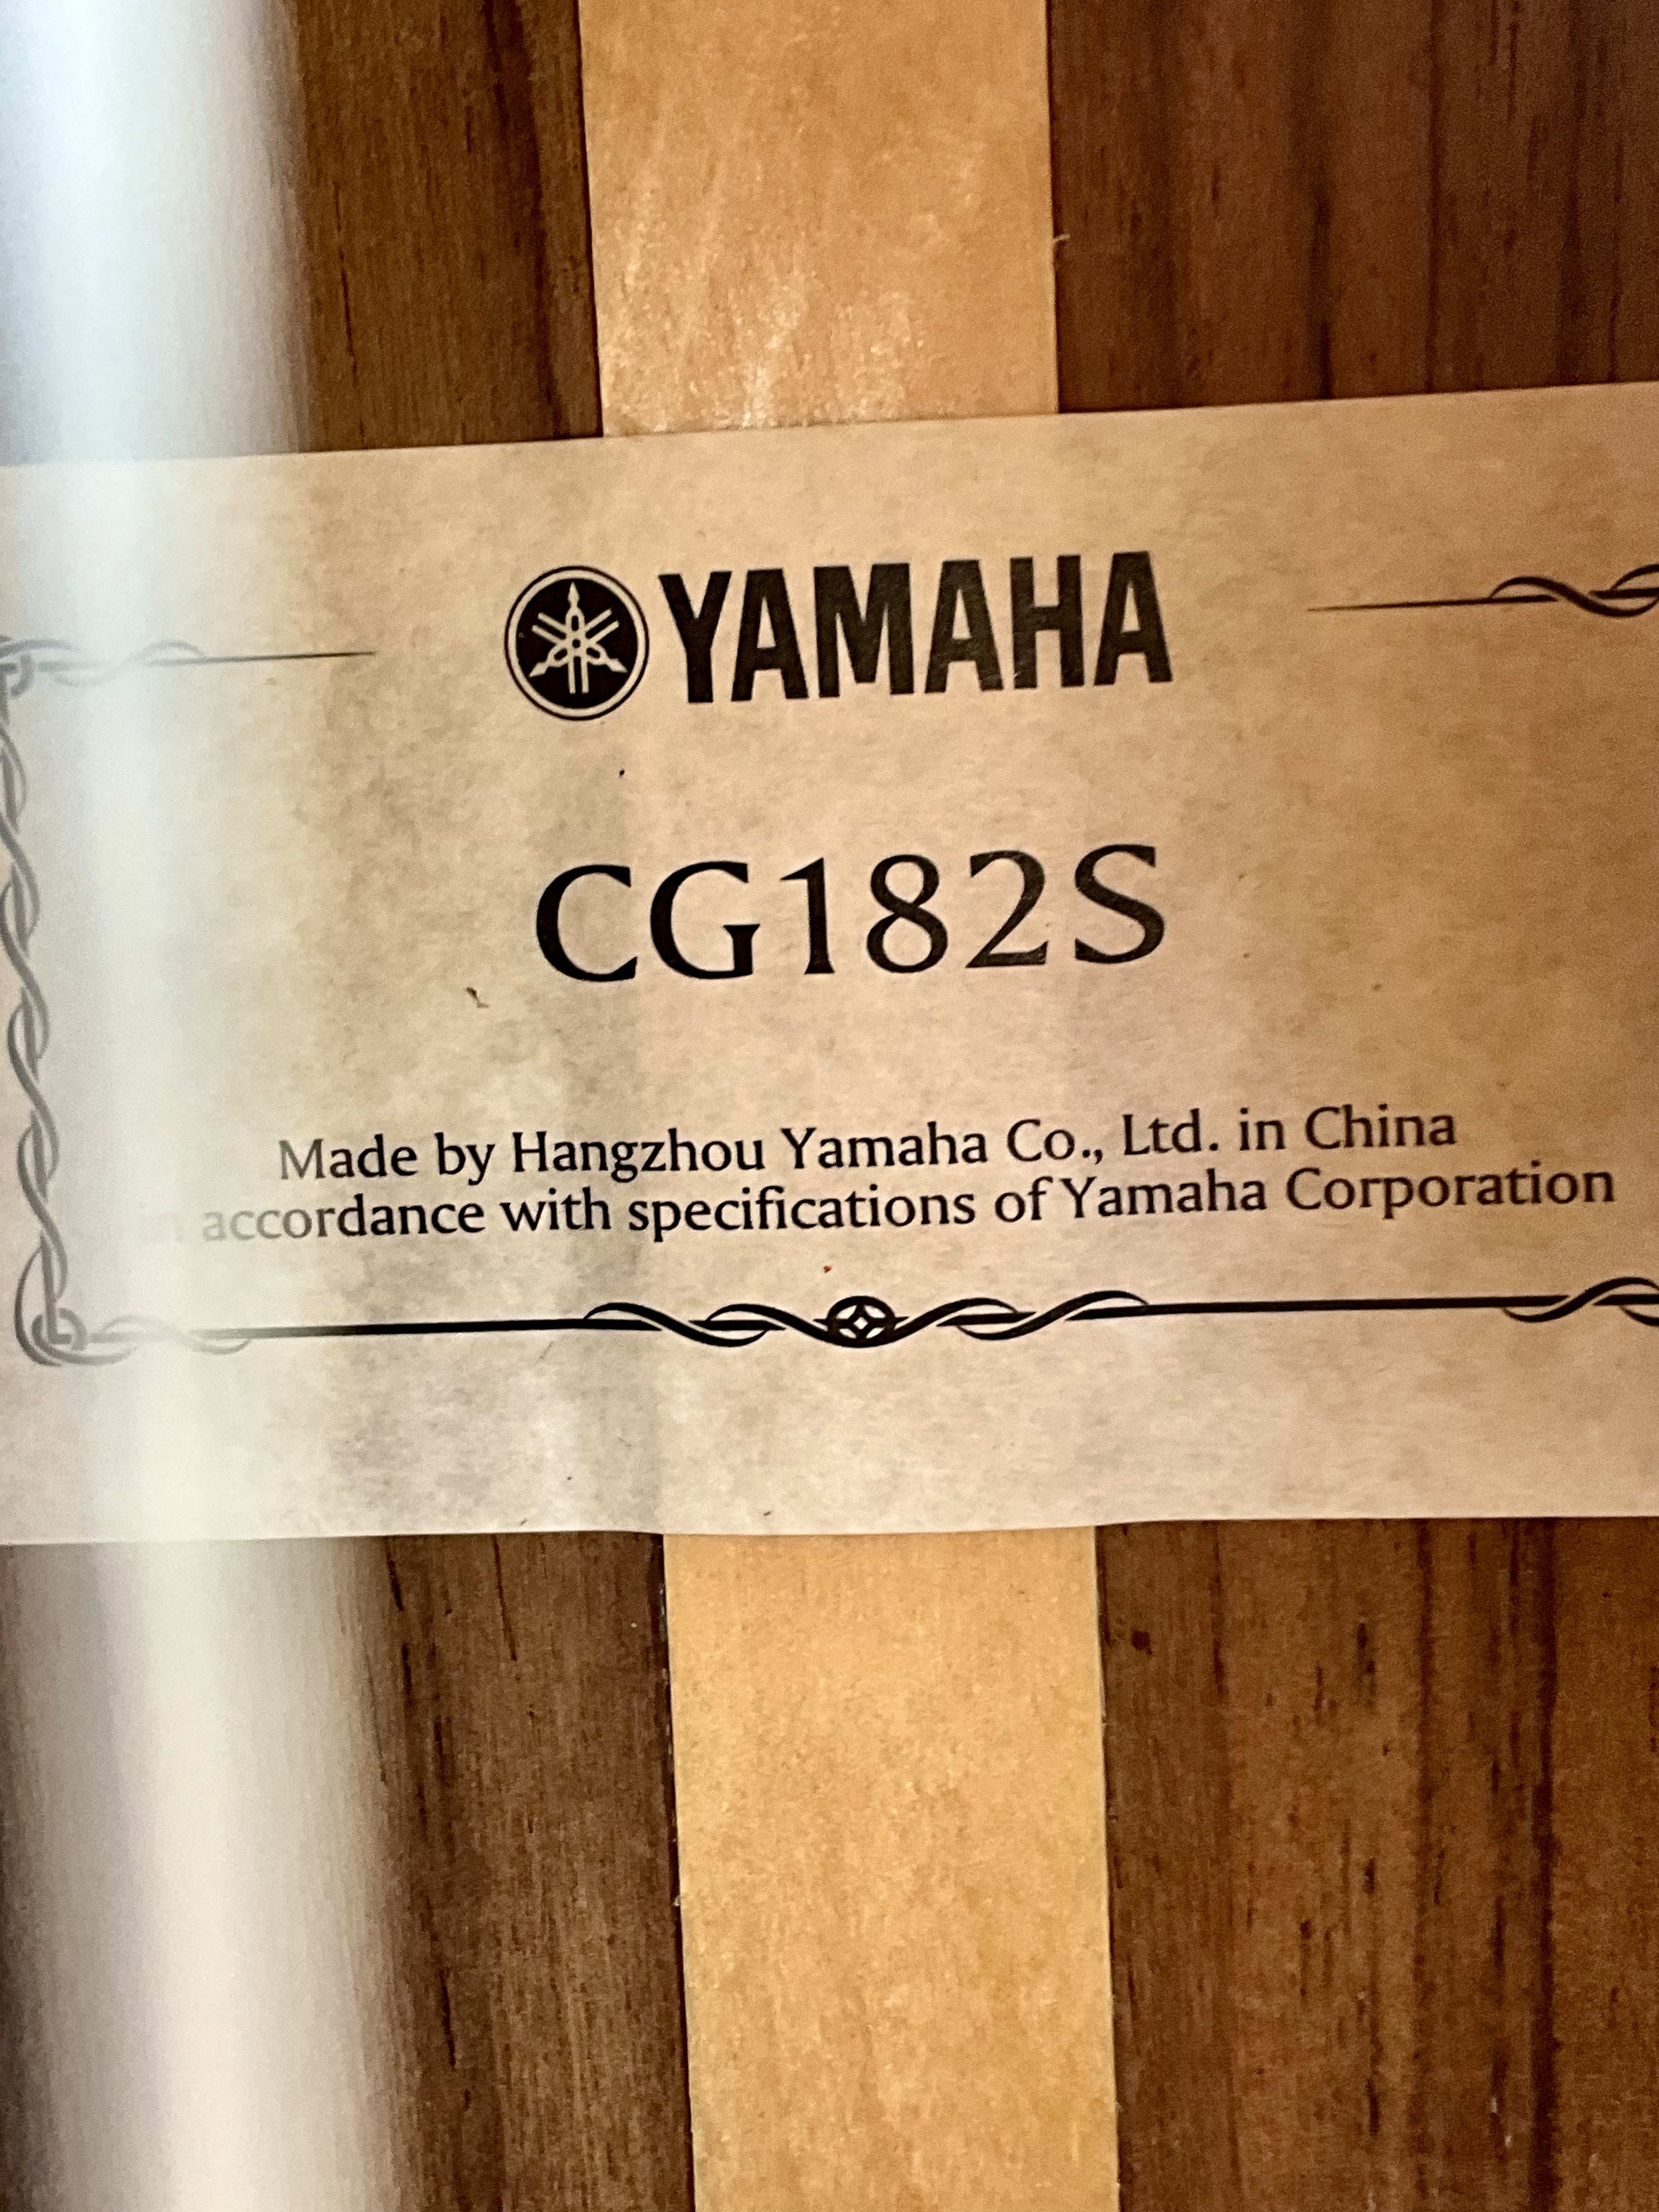 YAMAHA
CG182S
Made by Hangzhou Yamaha Co., Ltd. in China
accordance with specifications of Yamaha Corporation